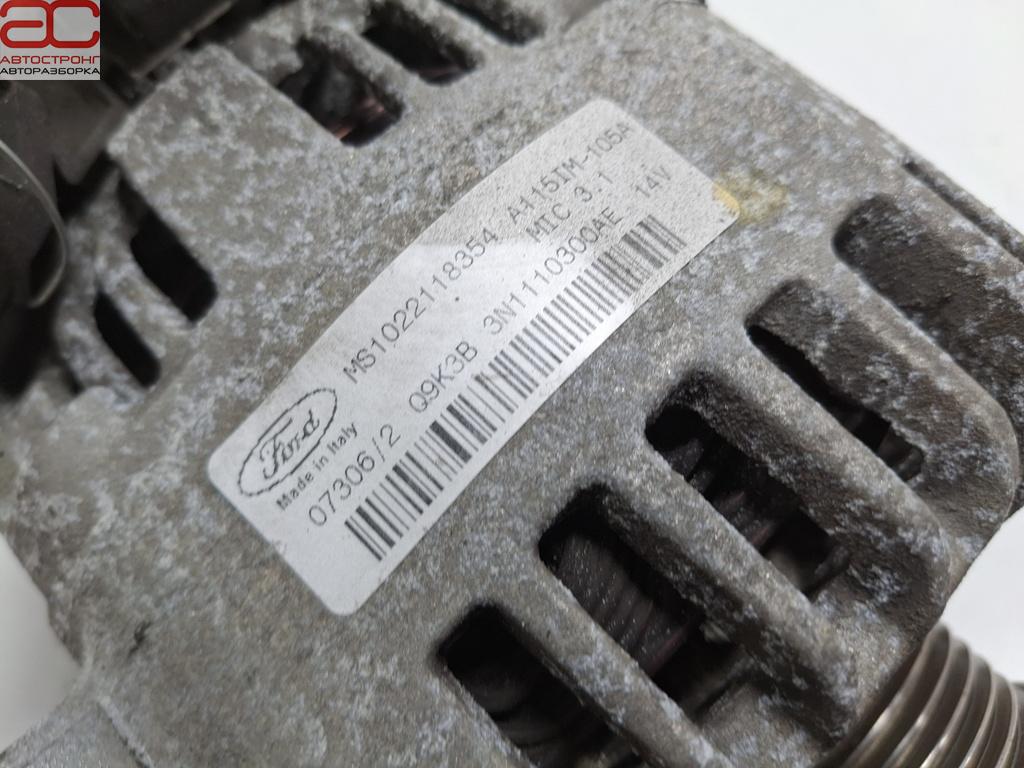 АС
АВТОСТРОНГ
АВТОРАЗБОРКА
MS1022118354 A115IM-105A
MIC 3.1
Ford
Made in Italy
07306/2 Q9K3B 3N1110300AE 14V